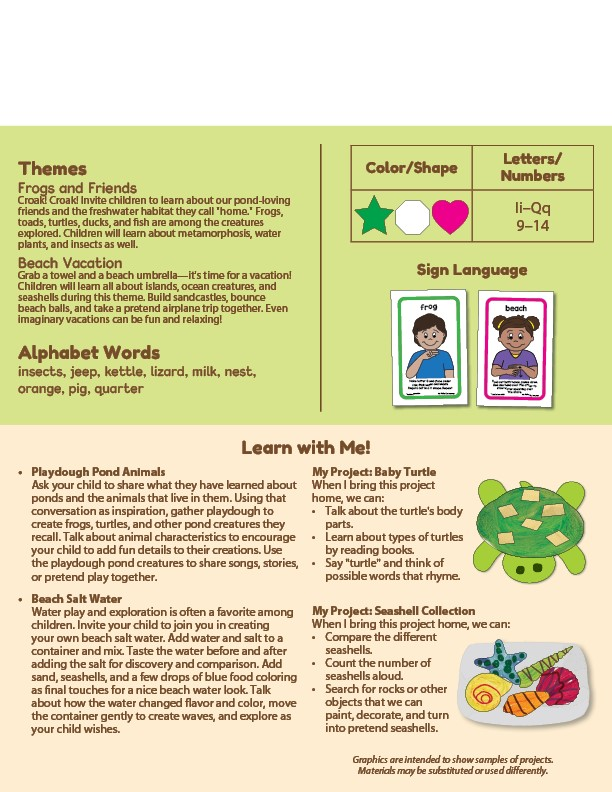 Themes
Frogs and Friends
Croak! Croak! Invite children to learn about our pond-loving
friends and the freshwater habitat they call "home." Frogs,
toads, turtles, ducks, and fish are among the creatures
explored. Children will learn about metamorphosis, water
plants, and insects as well.
Beach Vacation
Grab a towel and a beach umbrella—it's time for a vacation!
Children will learn all about islands, ocean creatures, and
seashells during this theme. Build sandcastles, bounce
beach balls, and take a pretend airplane trip together. Even
imaginary vacations can be fun and relaxing!
Alphabet Words
insects, jeep, kettle, lizard, milk, nest,
orange, pig, quarter
Color/Shape
Letters/
Numbers
Ii–Qq
9–14
Sign Language
frog
beach
Learn with Me!
• Playdough Pond Animals
Ask your child to share what they have learned about
ponds and the animals that live in them. Using that
conversation as inspiration, gather playdough to
create frogs, turtles, and other pond creatures they
recall. Talk about animal characteristics to encourage
your child to add fun details to their creations. Use
the playdough pond creatures to share songs, stories,
or pretend play together.
• Beach Salt Water
Water play and exploration is often a favorite among
children. Invite your child to join you in creating
your own beach salt water. Add water and salt to a
container and mix. Taste the water before and after
adding the salt for discovery and comparison. Add
sand, seashells, and a few drops of blue food coloring
as final touches for a nice beach water look. Talk
about how the water changed flavor and color, move
the container gently to create waves, and explore as
your child wishes.
My Project: Baby Turtle
When I bring this project
home, we can:
• Talk about the turtle's body
parts.
• Learn about types of turtles
by reading books.
• Say "turtle" and think of
possible words that rhyme.
My Project: Seashell Collection
When I bring this project home, we can:
• Compare the different
seashells.
• Count the number of
seashells aloud.
• Search for rocks or other
objects that we can
paint, decorate, and turn
into pretend seashells.
Graphics are intended to show samples of projects.
Materials may be substituted or used differently.